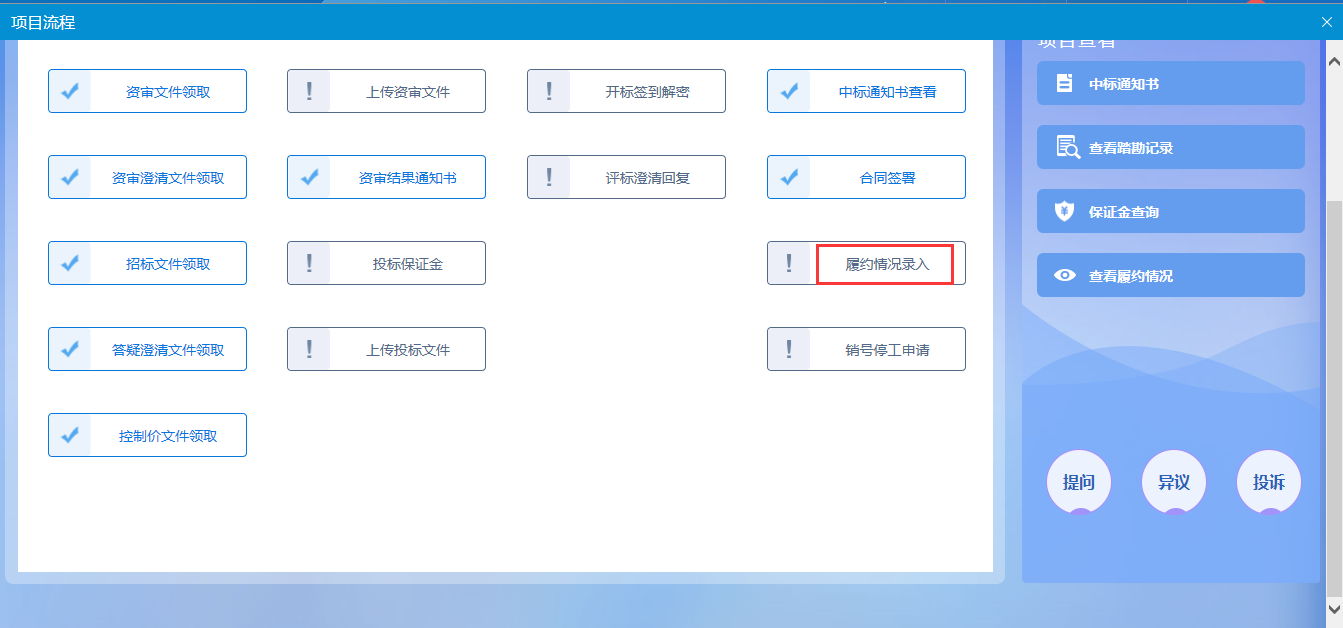 项目流程
资审文件领取
上传资审文件
开标签到解密
中标通知书查看
资审澄清文件领取
资审结果通知书
评标澄清回复
合同签署
招标文件领取
投标保证金
履约情况录入
答疑澄清文件领取
上传投标文件
销号停工申请
控制价文件领取
项目查看
中标通知书
查看踏勘记录
保证金查询
查看履约情况
提问
异议
投诉